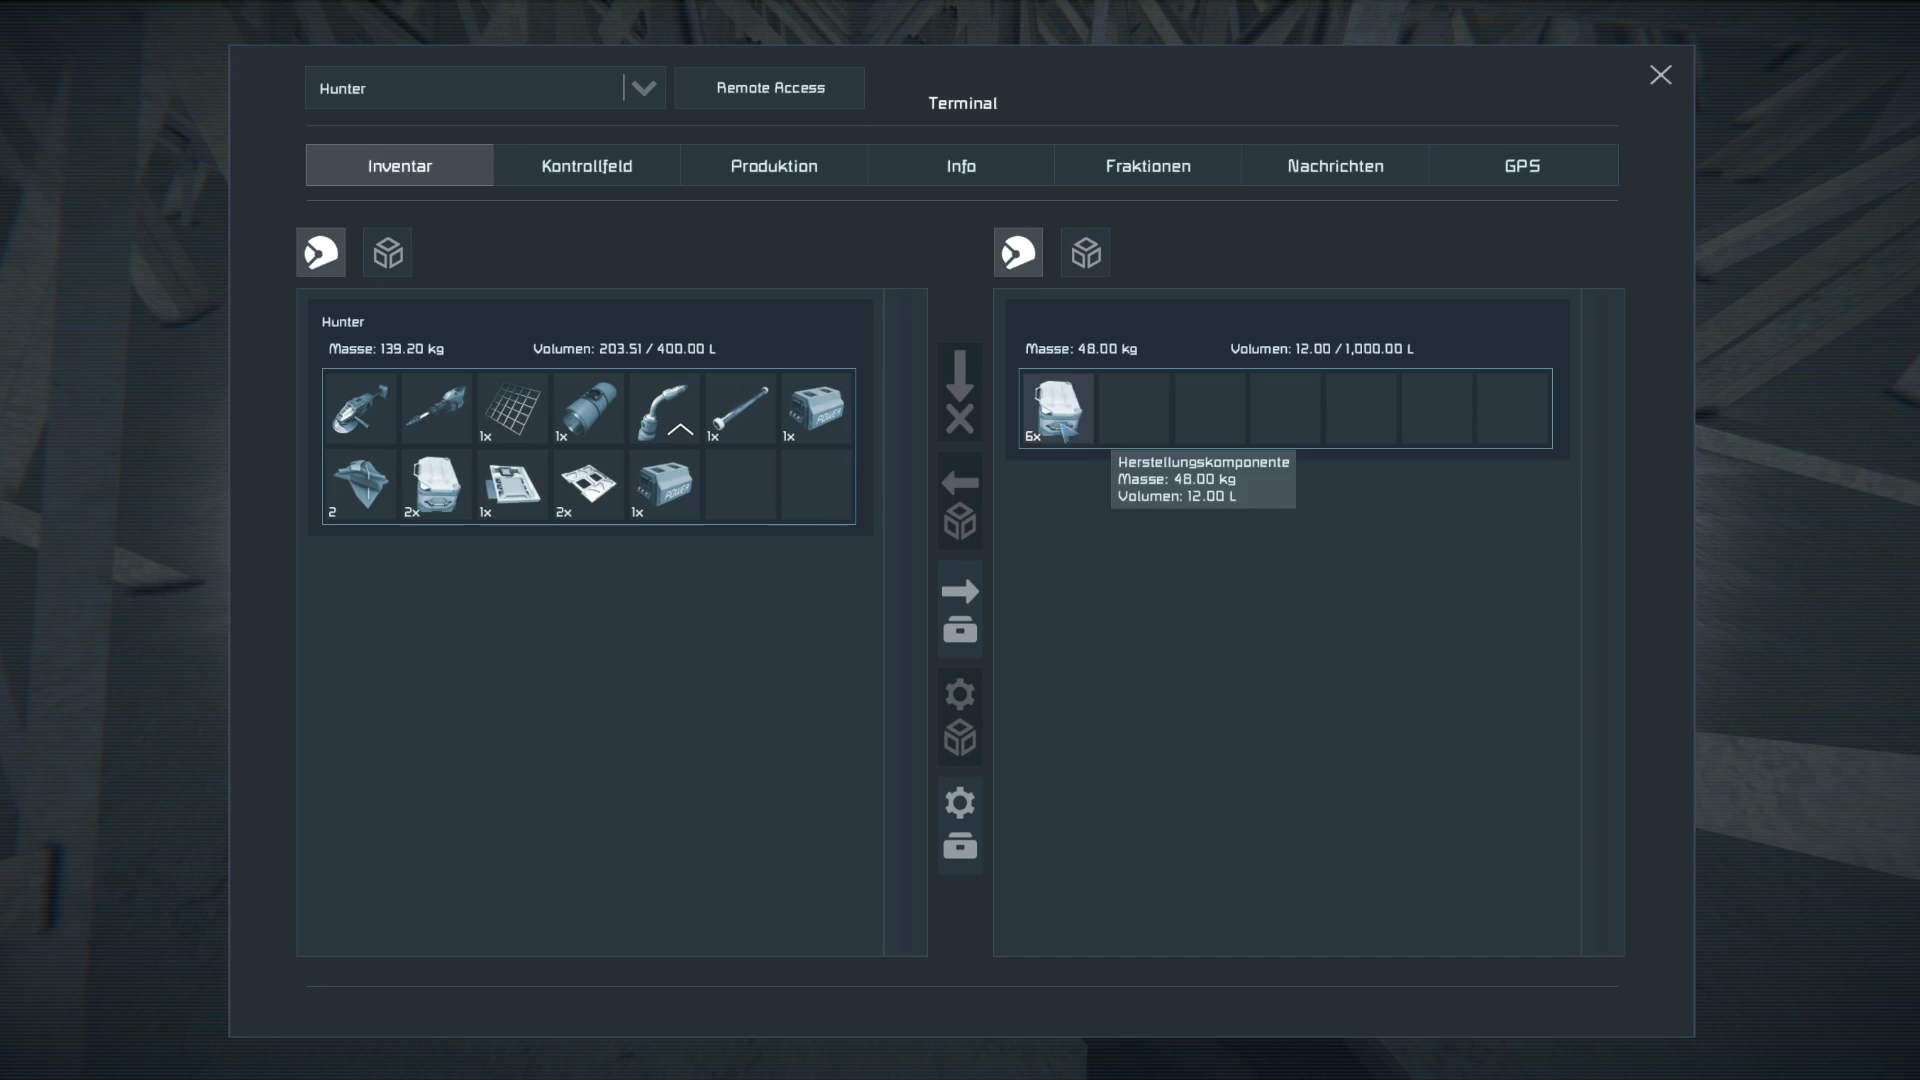 Hunter
Remote Access
Terminal
Inventar
Kontrollfeld
Produktion
Info
Fraktionen
Nachrichten
GPS
Hunter
Masse: 139.20 kg
Volumen: 203.51 / 400.00 L
1x
1x
1x
1x
POWER
2
2x
1x
2x
1x
POWER
Masse: 48.00 kg
Volumen: 12.00 / 1,000.00 L
6x
Herstellungskomponente
Masse: 48.00 kg
Volumen: 12.00 L